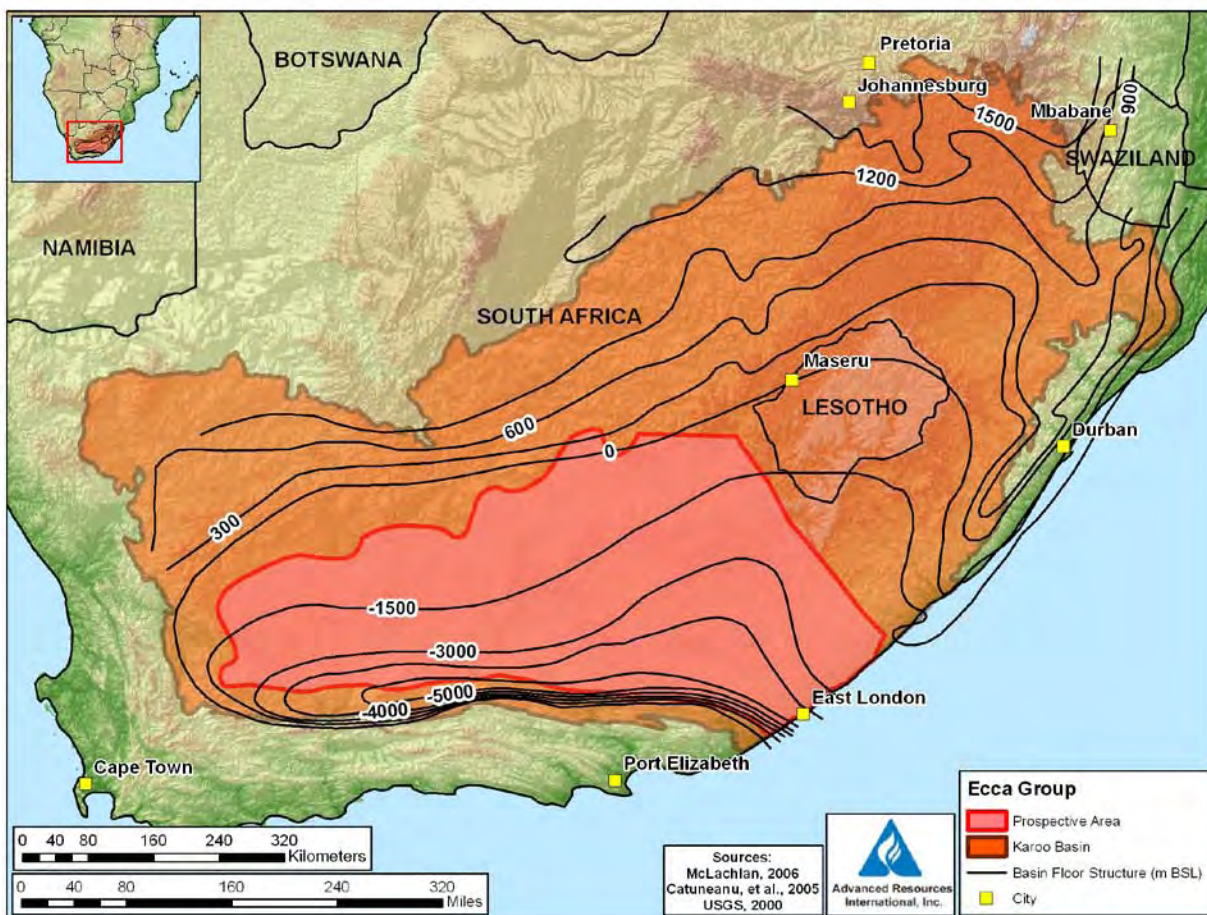 BOTSWANA
Pretoria
Johannesburg
Mbabane
900
1500
SWAZILAND
1200
NAMIBIA
SOUTH AFRICA
Maseru
LESOTHO
600
0
Durban
300
-1500
-3000
-5000
-4000
East London
Port Elizabeth
Cape Town
0 40 80 160 240 320
Kilometers
0 40 80 160 240 320
Miles
Sources:
McLachlan, 2006
Catuneanu, et al., 2005
USGS, 2000
Advanced Resources
International, Inc.
Ecca Group
Prospective Area
Karoo Basin
Basin Floor Structure (m BSL)
City